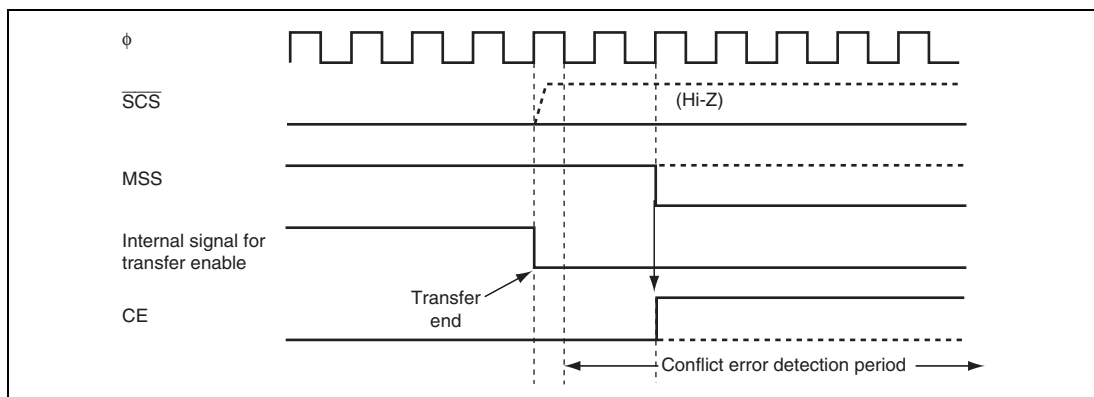 φ
SCS
(Hi-Z)
MSS
Internal signal for
transfer enable
Transfer
end
CE
Conflict error detection period